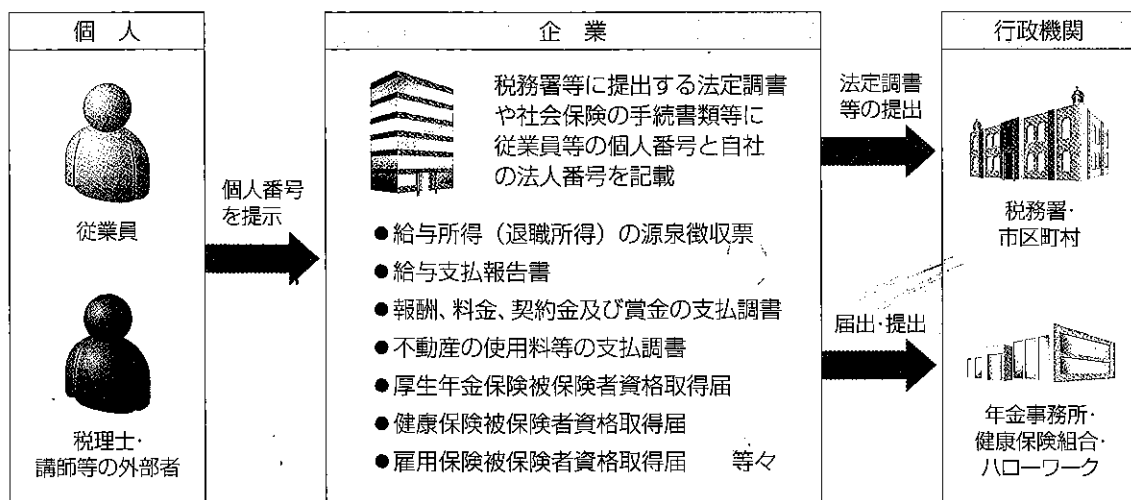 個人
従業員
税理士・
講師等の外部者
個人番号
を提示
企業
税務署等に提出する法定調書
や社会保険の手続書類等に
従業員等の個人番号と自社
の法人番号を記載
●給与所得（退職所得）の源泉徴収票
●給与支払報告書
●報酬、料金、契約金及び賞金の支払調書
●不動産の使用料等の支払調書
●厚生年金保険被保険者資格取得届
●健康保険被保険者資格取得届
●雇用保険被保険者資格取得届　等々
法定調書
等の提出
届出・提出
行政機関
税務署・
市区町村
年金事務所・
健康保険組合・
ハローワーク